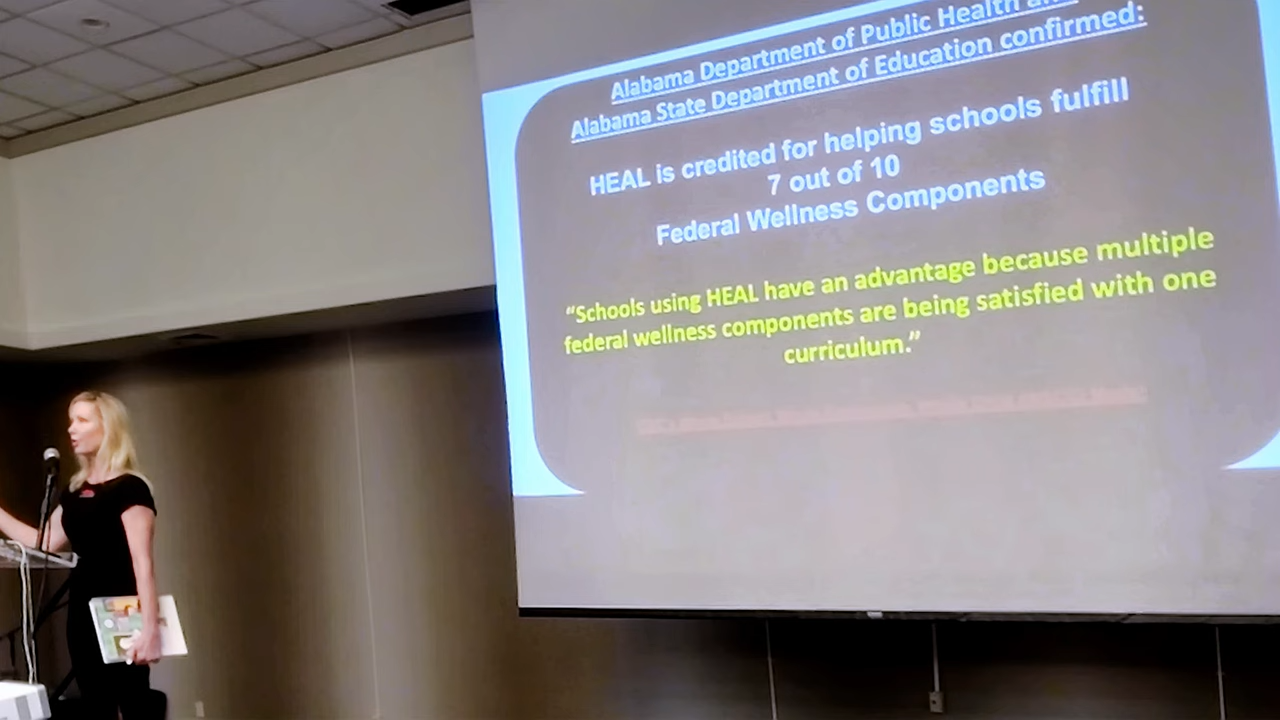 Alabama Department of Public Health and
Alabama State Department of Education confirmed:
HEAL is credited for helping schools fulfill
7 out of 10
Federal Wellness Components
“Schools using HEAL have an advantage because multiple
federal wellness components are being satisfied with one
curriculum.”